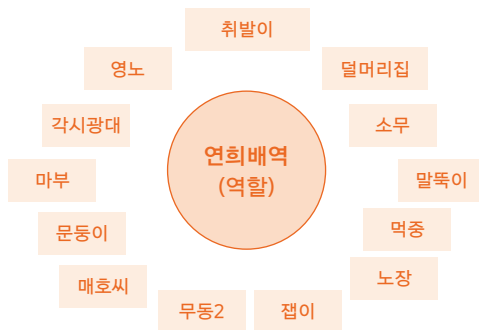 취발이
영노
덜머리집
각시광대
소무
연희배역
(역할)
마부
말뚝이
문둥이
먹중
매호씨
노장
무동2
잽이